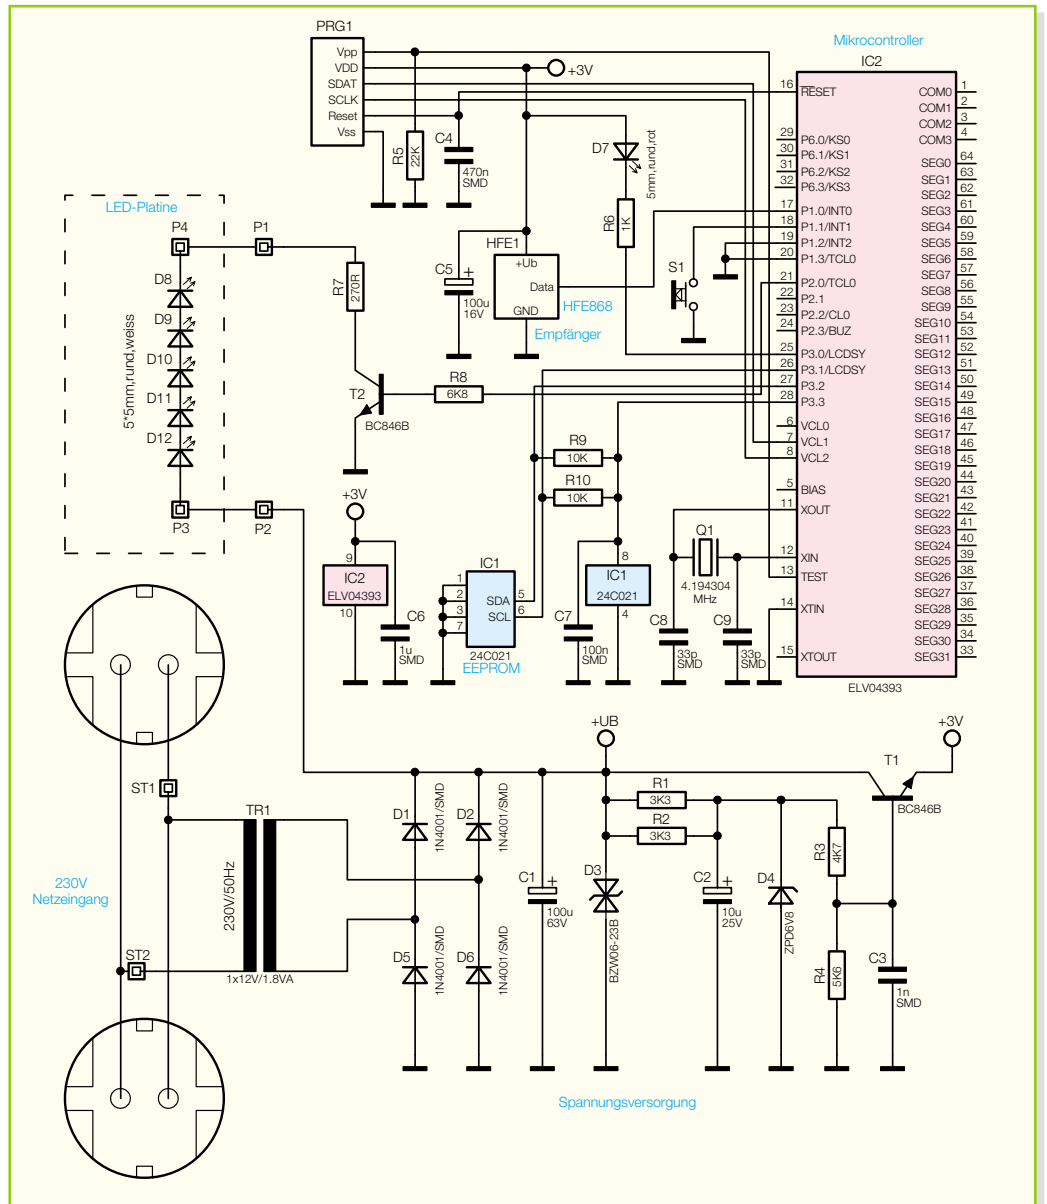 PRG1
Vpp
VDD
SDAT
SCLK
Reset
Vss
+3V
R5
22K
C4
470n
SMD
D7
5mm,rund,rot
R6
1K
Mikrocontroller
IC2
16 RESET
29 P6.0/KS0
30 P6.1/KS1
31 P6.2/KS2
32 P6.3/KS3
17 P1.0/INT0
18 P1.1/INT1
19 P1.2/INT2
20 P1.3/TCL0
21 P2.0/TCL0
22 P2.1
23 P2.2/CL0
24 P2.3/BUZ
25 P3.0/LCDSY
26 P3.1/LCDSY
27 P3.2
28 P3.3
6 VCL0
7 VCL1
8 VCL2
5 BIAS
11 XOUT
12 XIN
13 TEST
14 XTIN
15 XTOUT
COM0 1
COM1 2
COM2 3
COM3 4
SEG0 64
SEG1 63
SEG2 62
SEG3 61
SEG4 60
SEG5 59
SEG6 58
SEG7 57
SEG8 56
SEG9 55
SEG10 54
SEG11 53
SEG12 52
SEG13 51
SEG14 50
SEG15 49
SEG16 48
SEG17 47
SEG18 46
SEG19 45
SEG20 44
SEG21 43
SEG22 42
SEG23 41
SEG24 40
SEG25 39
SEG26 38
SEG27 37
SEG28 36
SEG29 35
SEG30 34
SEG31 33
ELV04393
LED-Platine
P4
P1
D8
D9
D10
D11
D12
5*5mm,rund,weiss
P3
P2
R7
270R
C5
+
100u
16V
HFE1
+Ub
Data
GND
HFE868
Empfänger
S1
T2
BC846B
R8
6K8
R9
10K
R10
10K
+3V
9
IC2
ELV04393
10
C6
1u
SMD
IC1
1
2
3
7
SDA 5
SCL 6
24C021
EEPROM
C7
100n
SMD
8
IC1
24C021
4
Q1
4.194304
MHz
C8
33p
SMD
C9
33p
SMD
230V
Netzeingang
ST1
ST2
TR1
230V/50Hz
1x12V/1.8VA
D1
1N4001/SMD
D2
1N4001/SMD
D5
1N4001/SMD
D6
1N4001/SMD
C1
+
100u
63V
+UB
R1
3K3
R2
3K3
D3
BZW06-23B
C2
+
10u
25V
D4
ZPD6V8
R3
4K7
R4
5K6
C3
1n
SMD
T1
BC846B
+3V
Spannungsversorgung